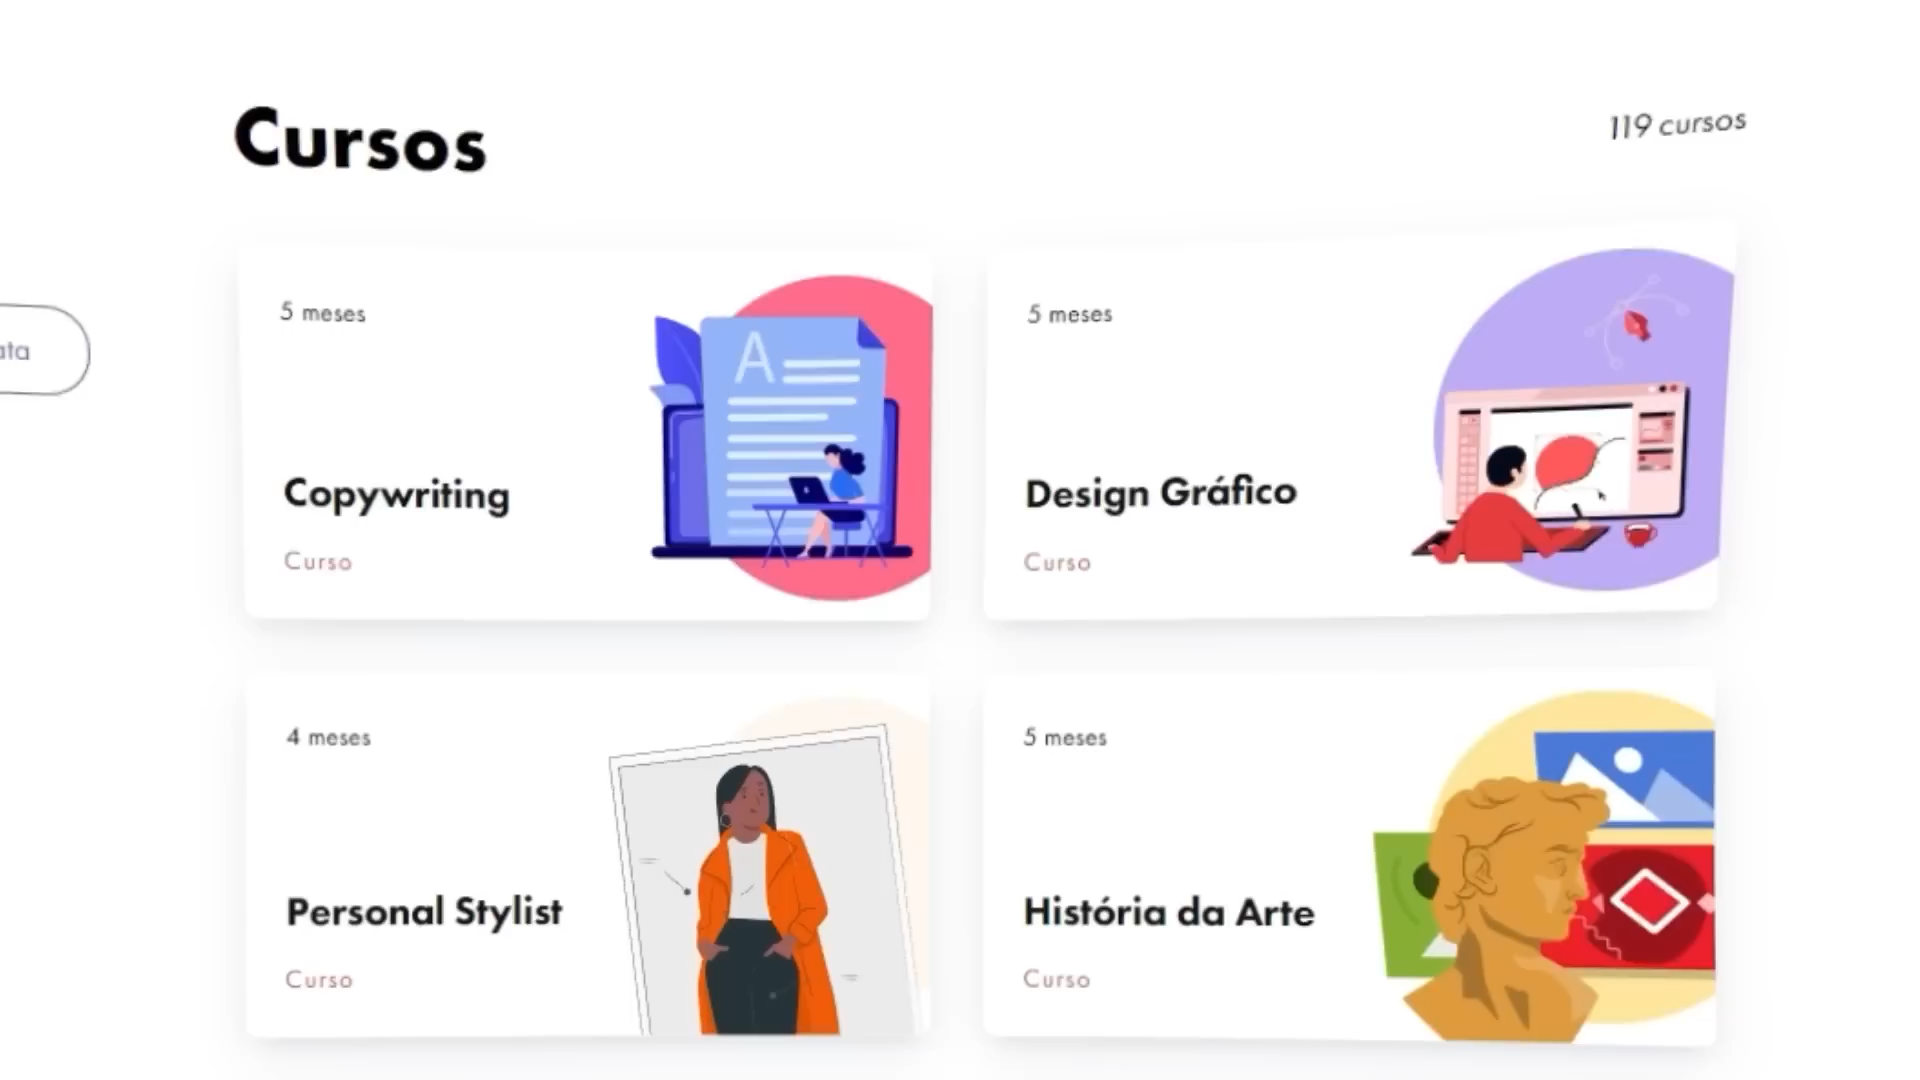 Cursos
119 cursos
5 meses
Copywriting
Curso
5 meses
Design Gráfico
Curso
4 meses
Personal Stylist
Curso
5 meses
História da Arte
Curso
A